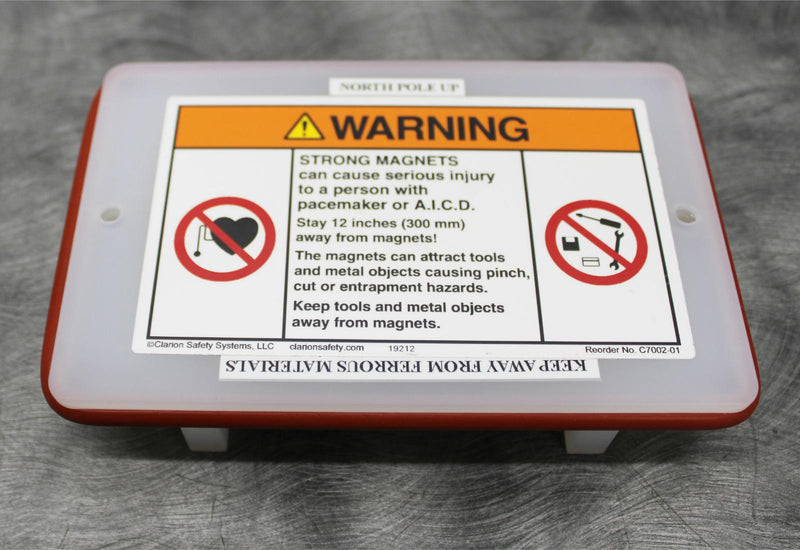 NORTH POLE UP
WARNING
STRONG MAGNETS
can cause serious injury
to a person with
pacemaker or A.I.C.D.
Stay 12 inches (300 mm)
away from magnets!
The magnets can attract tools
and metal objects causing pinch,
cut or entrapment hazards.
Keep tools and metal objects
away from magnets.
©Clarion Safety Systems, LLC clarionsafety.com 19212 Reorder No. C7002-01
KEEP AWAY FROM FERROUS MATERIALS